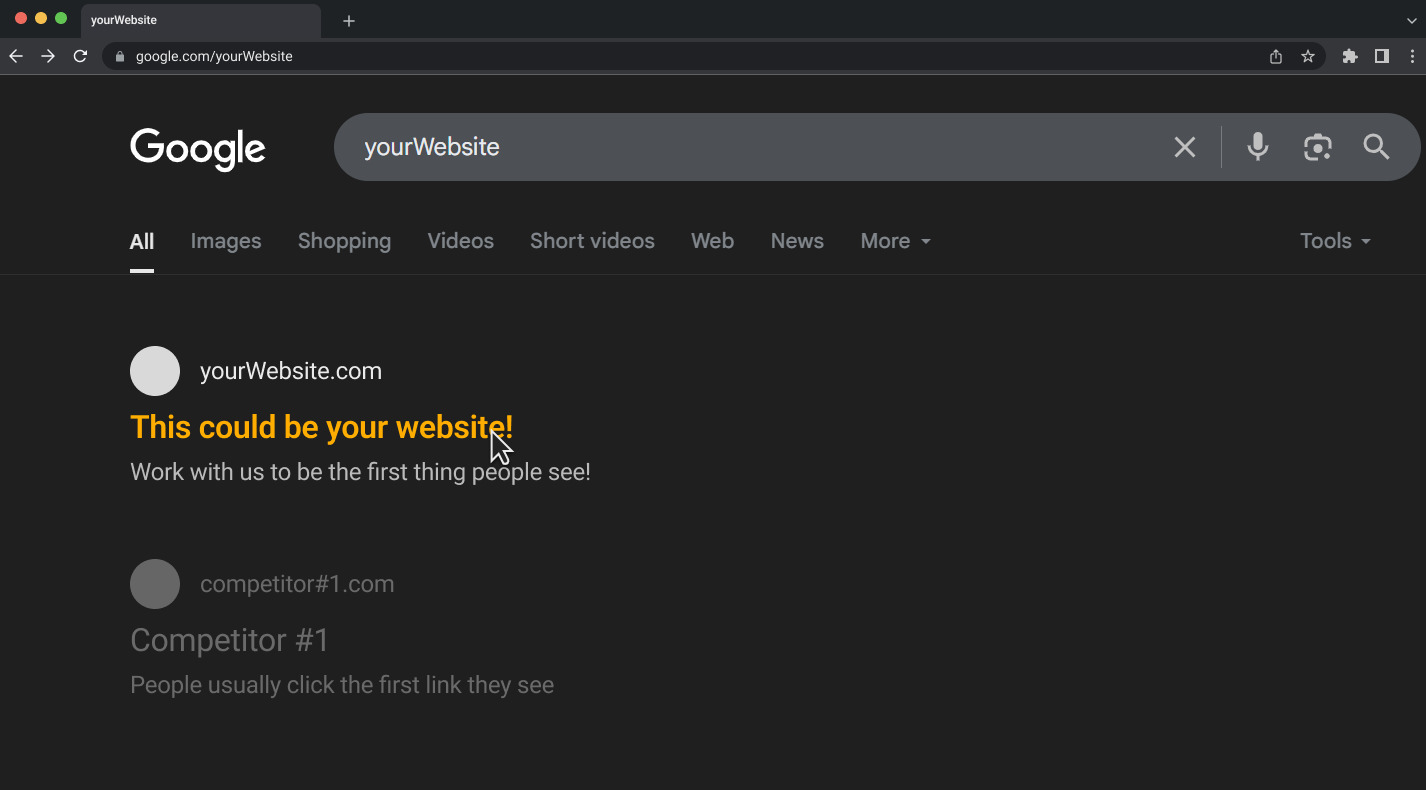 yourWebsite
google.com/yourWebsite
Google
yourWebsite
All Images Shopping Videos Short videos Web News More Tools
yourWebsite.com
This could be your website!
Work with us to be the first thing people see!
competitor#1.com
Competitor #1
People usually click the first link they see